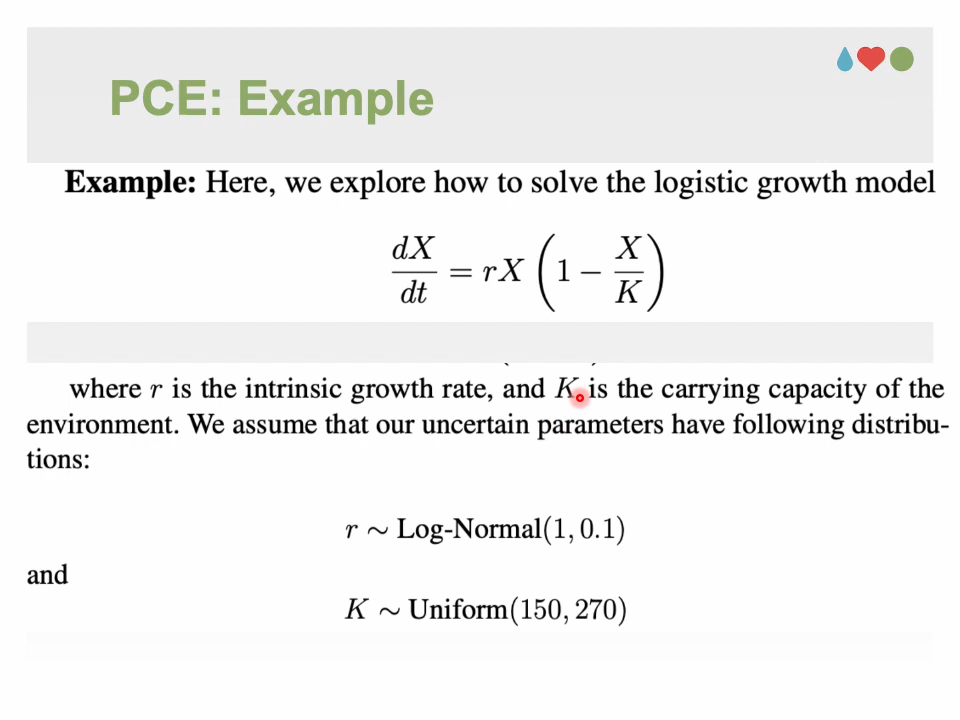 PCE: Example
Example: Here, we explore how to solve the logistic growth model
dX/dt = rX (1 − X/K)
where r is the intrinsic growth rate, and K is the carrying capacity of the
environment. We assume that our uncertain parameters have following distribu-
tions:
r ∼ Log-Normal(1, 0.1)
and
K ∼ Uniform(150, 270)